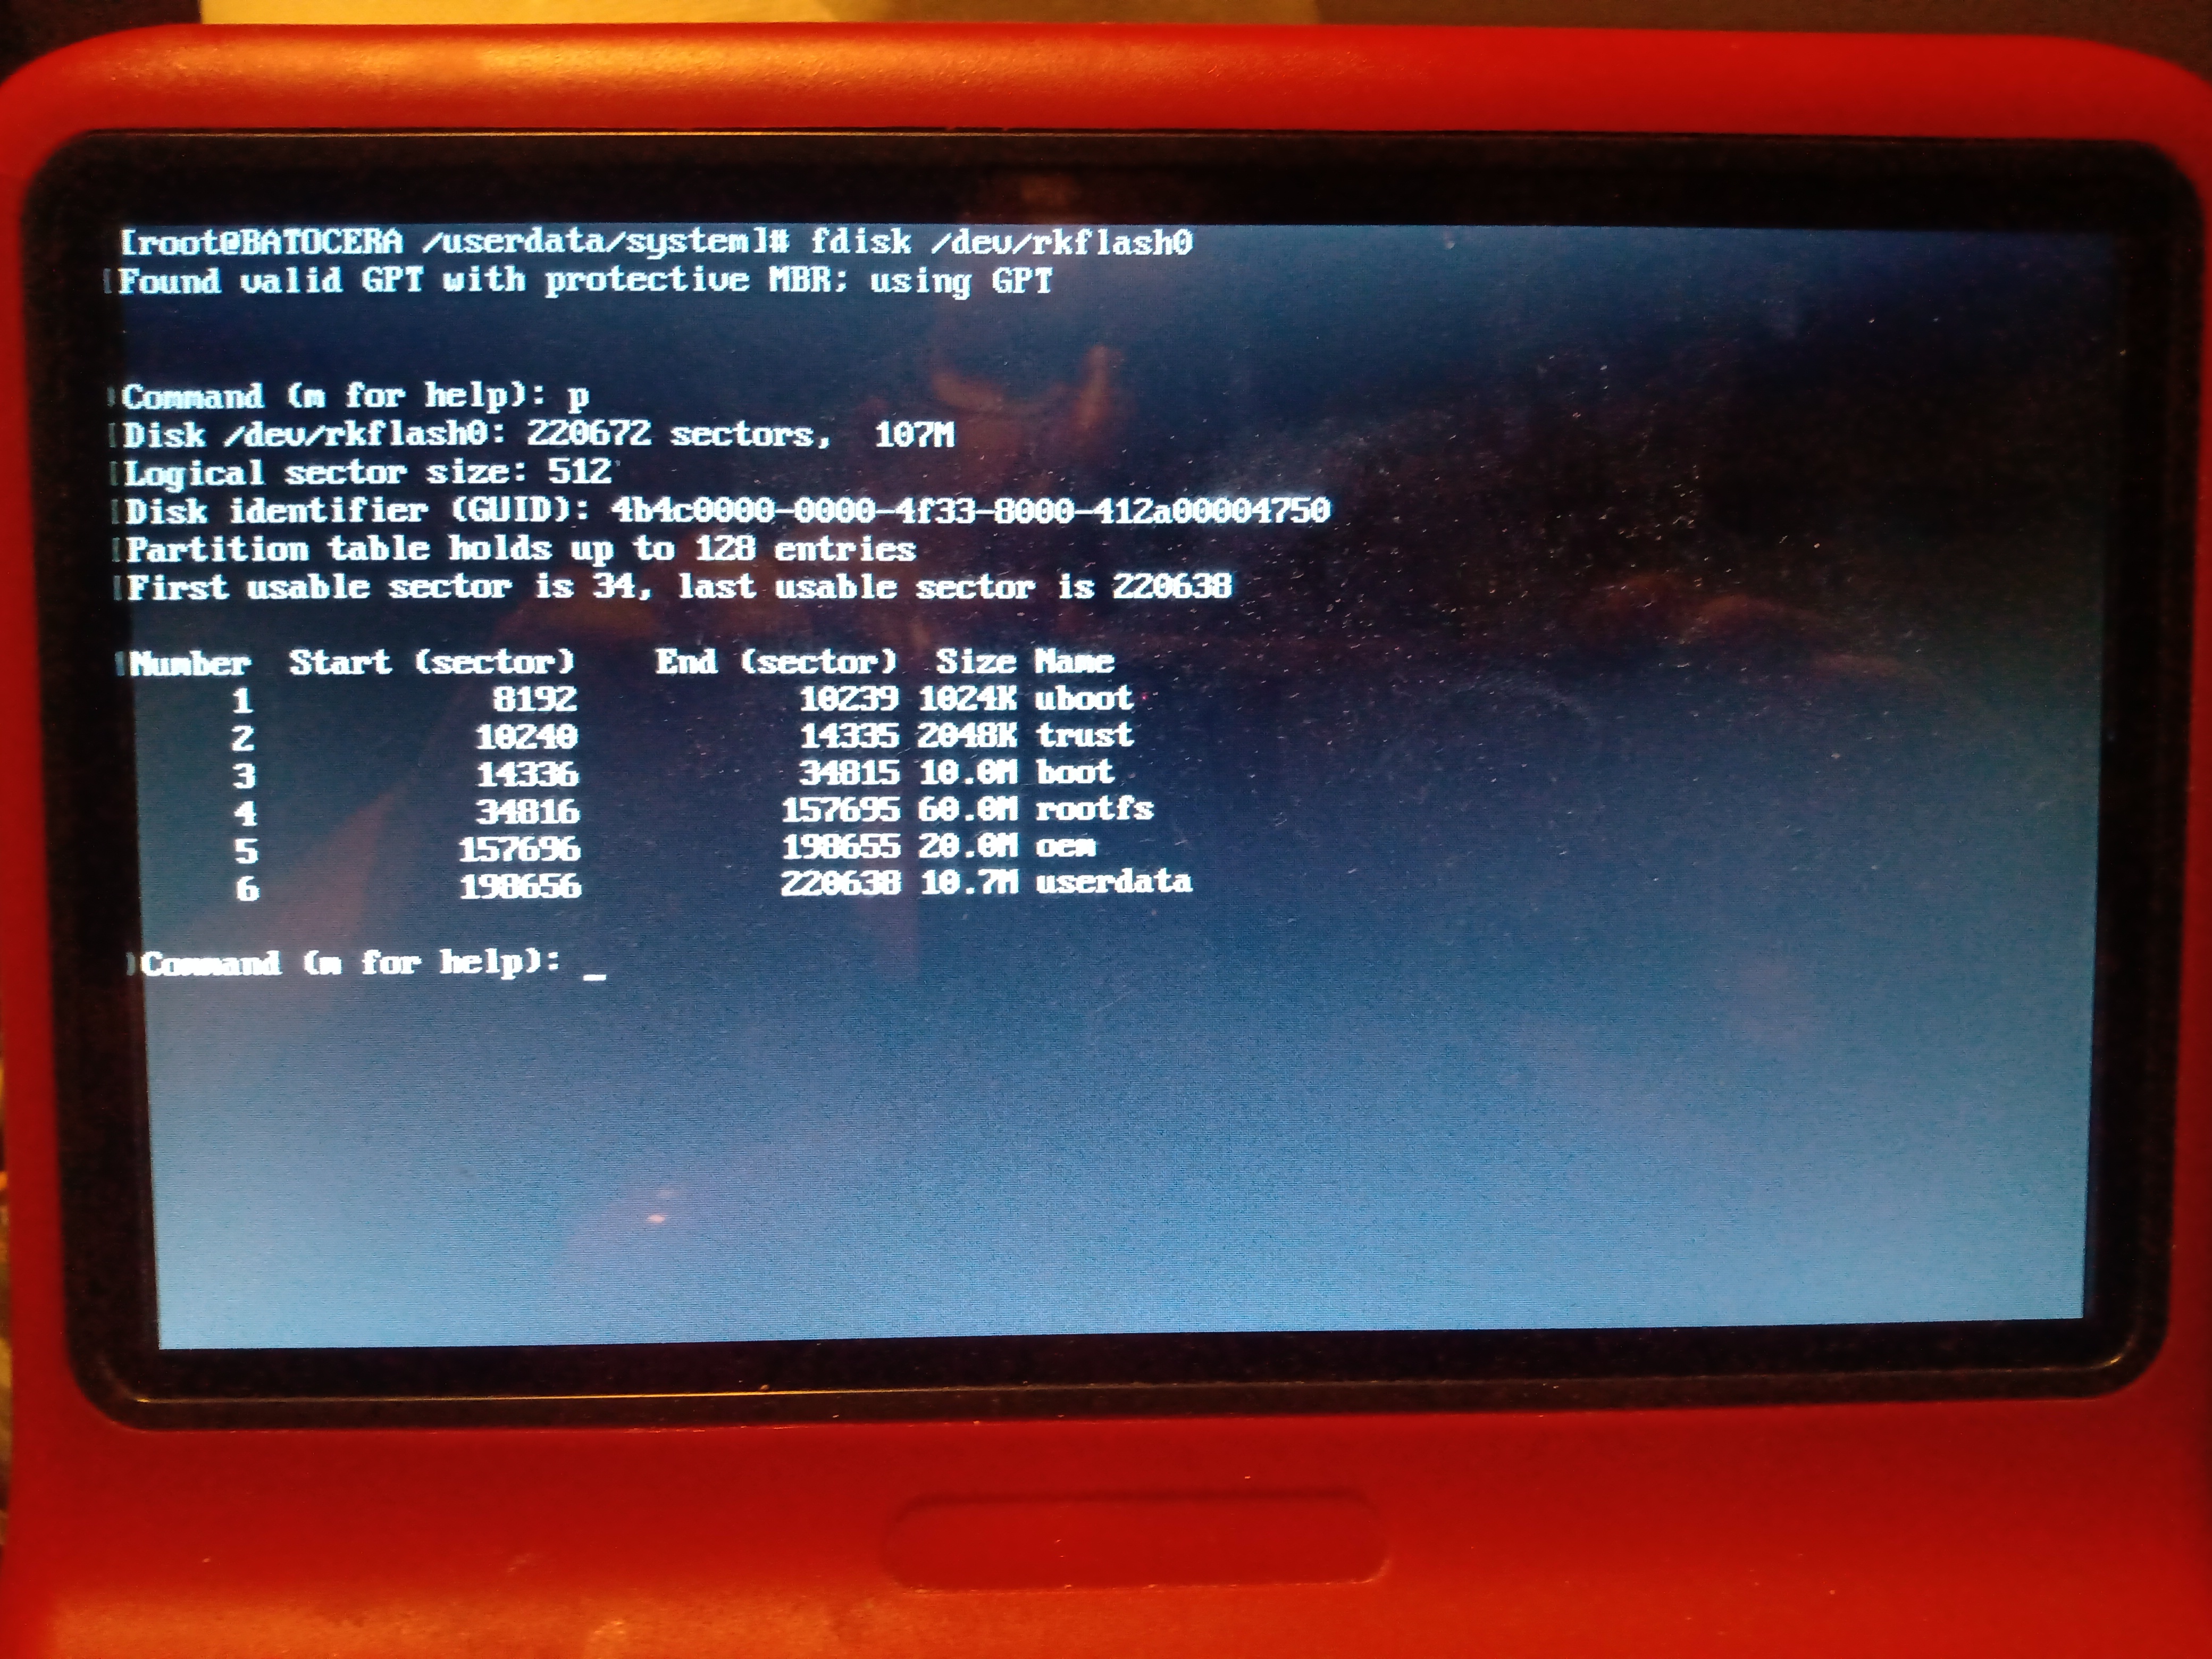 [root@BATOCERA /userdata/system]# fdisk /dev/rkflash0
Found valid GPT with protective MBR; using GPT
Command (m for help): p
Disk /dev/rkflash0: 220672 sectors,  107M
Logical sector size: 512
Disk identifier (GUID): 4b4c0000-0000-4f33-8000-412a00004750
Partition table holds up to 128 entries
First usable sector is 34, last usable sector is 220638
Number  Start (sector)    End (sector)  Size Name
1 8192 10239 1024K uboot
2 10240 14335 2048K trust
3 14336 34815 10.0M boot
4 34816 157695 60.0M rootfs
5 157696 198655 20.0M oem
6 198656 220638 10.7M userdata
Command (m for help): _